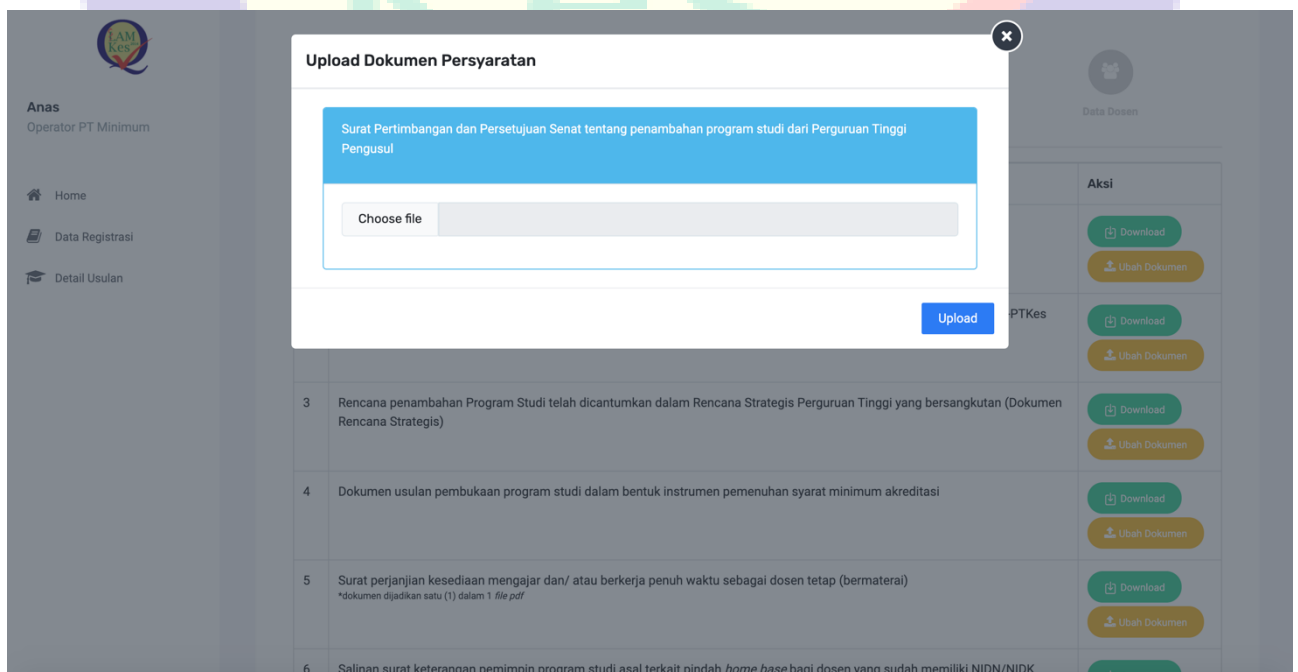 LAM
Kes
Anas
Operator PT Minimum
Home
Data Registrasi
Detail Usulan
Upload Dokumen Persyaratan
Surat Pertimbangan dan Persetujuan Senat tentang penambahan program studi dari Perguruan Tinggi
Pengusul
Choose file
Upload
Data Dosen
Aksi
Download
Ubah Dokumen
-PTKes
Download
Ubah Dokumen
3 Rencana penambahan Program Studi telah dicantumkan dalam Rencana Strategis Perguruan Tinggi yang bersangkutan (Dokumen
Rencana Strategis)
Download
Ubah Dokumen
4 Dokumen usulan pembukaan program studi dalam bentuk instrumen pemenuhan syarat minimum akreditasi
Download
Ubah Dokumen
5 Surat perjanjian kesediaan mengajar dan/ atau berkerja penuh waktu sebagai dosen tetap (bermaterai)
*dokumen dijadikan satu (1) dalam 1 file pdf
Download
Ubah Dokumen
6 Salinan surat keterangan pemimpin program studi asal terkait pindah home base bagi dosen yang sudah memiliki NIDN/NIDK